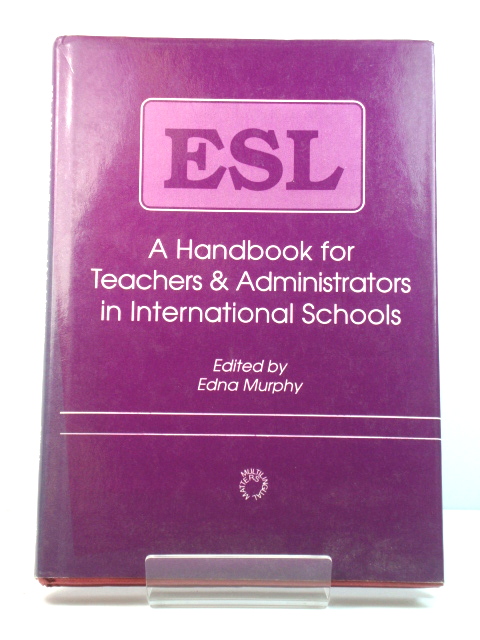 ESL
A Handbook for
Teachers & Administrators
in International Schools
Edited by
Edna Murphy
MULTILINGUAL
MATTERS